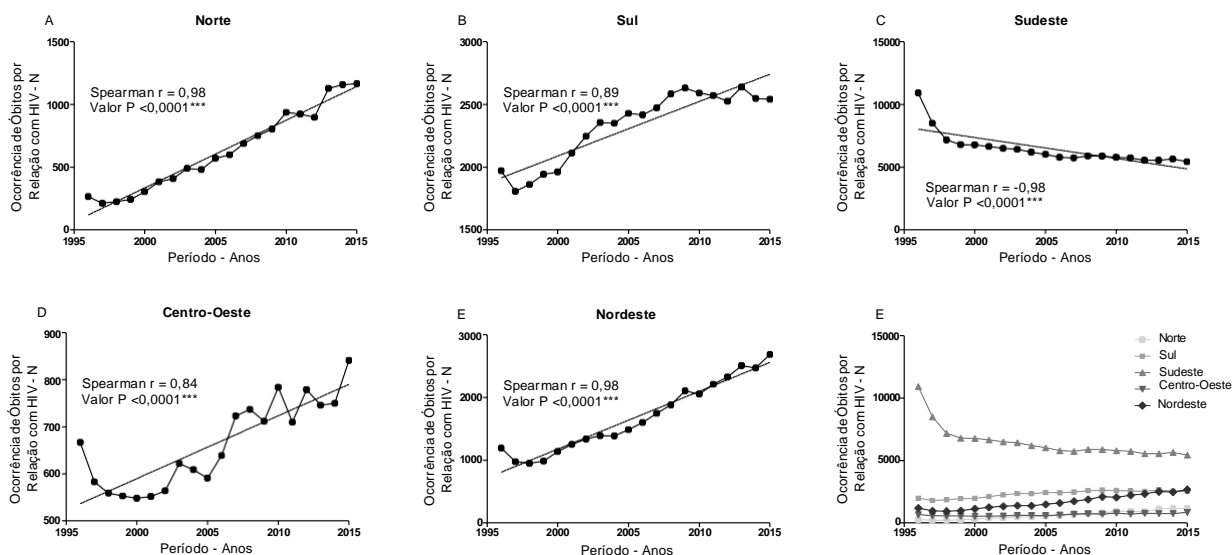 A
Norte
Ocorrência de Óbitos por
Relação com HIV - N
1500
1000
500
0
Spearman r = 0,98
Valor P <0,0001***
1995 2000 2005 2010 2015
Período - Anos
B
Sul
Ocorrência de Óbitos por
Relação com HIV - N
3000
2500
2000
1500
Spearman r = 0,89
Valor P <0,0001***
1995 2000 2005 2010 2015
Período - Anos
C
Sudeste
Ocorrência de Óbitos por
Relação com HIV - N
15000
10000
5000
0
Spearman r = -0,98
Valor P <0,0001***
1995 2000 2005 2010 2015
Período - Anos
D
Centro-Oeste
Ocorrência de Óbitos por
Relação com HIV - N
900
800
700
600
500
Spearman r = 0,84
Valor P <0,0001***
1995 2000 2005 2010 2015
Período - Anos
E
Nordeste
Ocorrência de Óbitos por
Relação com HIV - N
3000
2000
1000
0
Spearman r = 0,98
Valor P <0,0001***
1995 2000 2005 2010 2015
Período - Anos
E
Ocorrência de Óbitos por
Relação com HIV - N
15000
10000
5000
0
Norte
Sul
Sudeste
Centro-Oeste
Nordeste
1995 2000 2005 2010 2015
Período - Anos